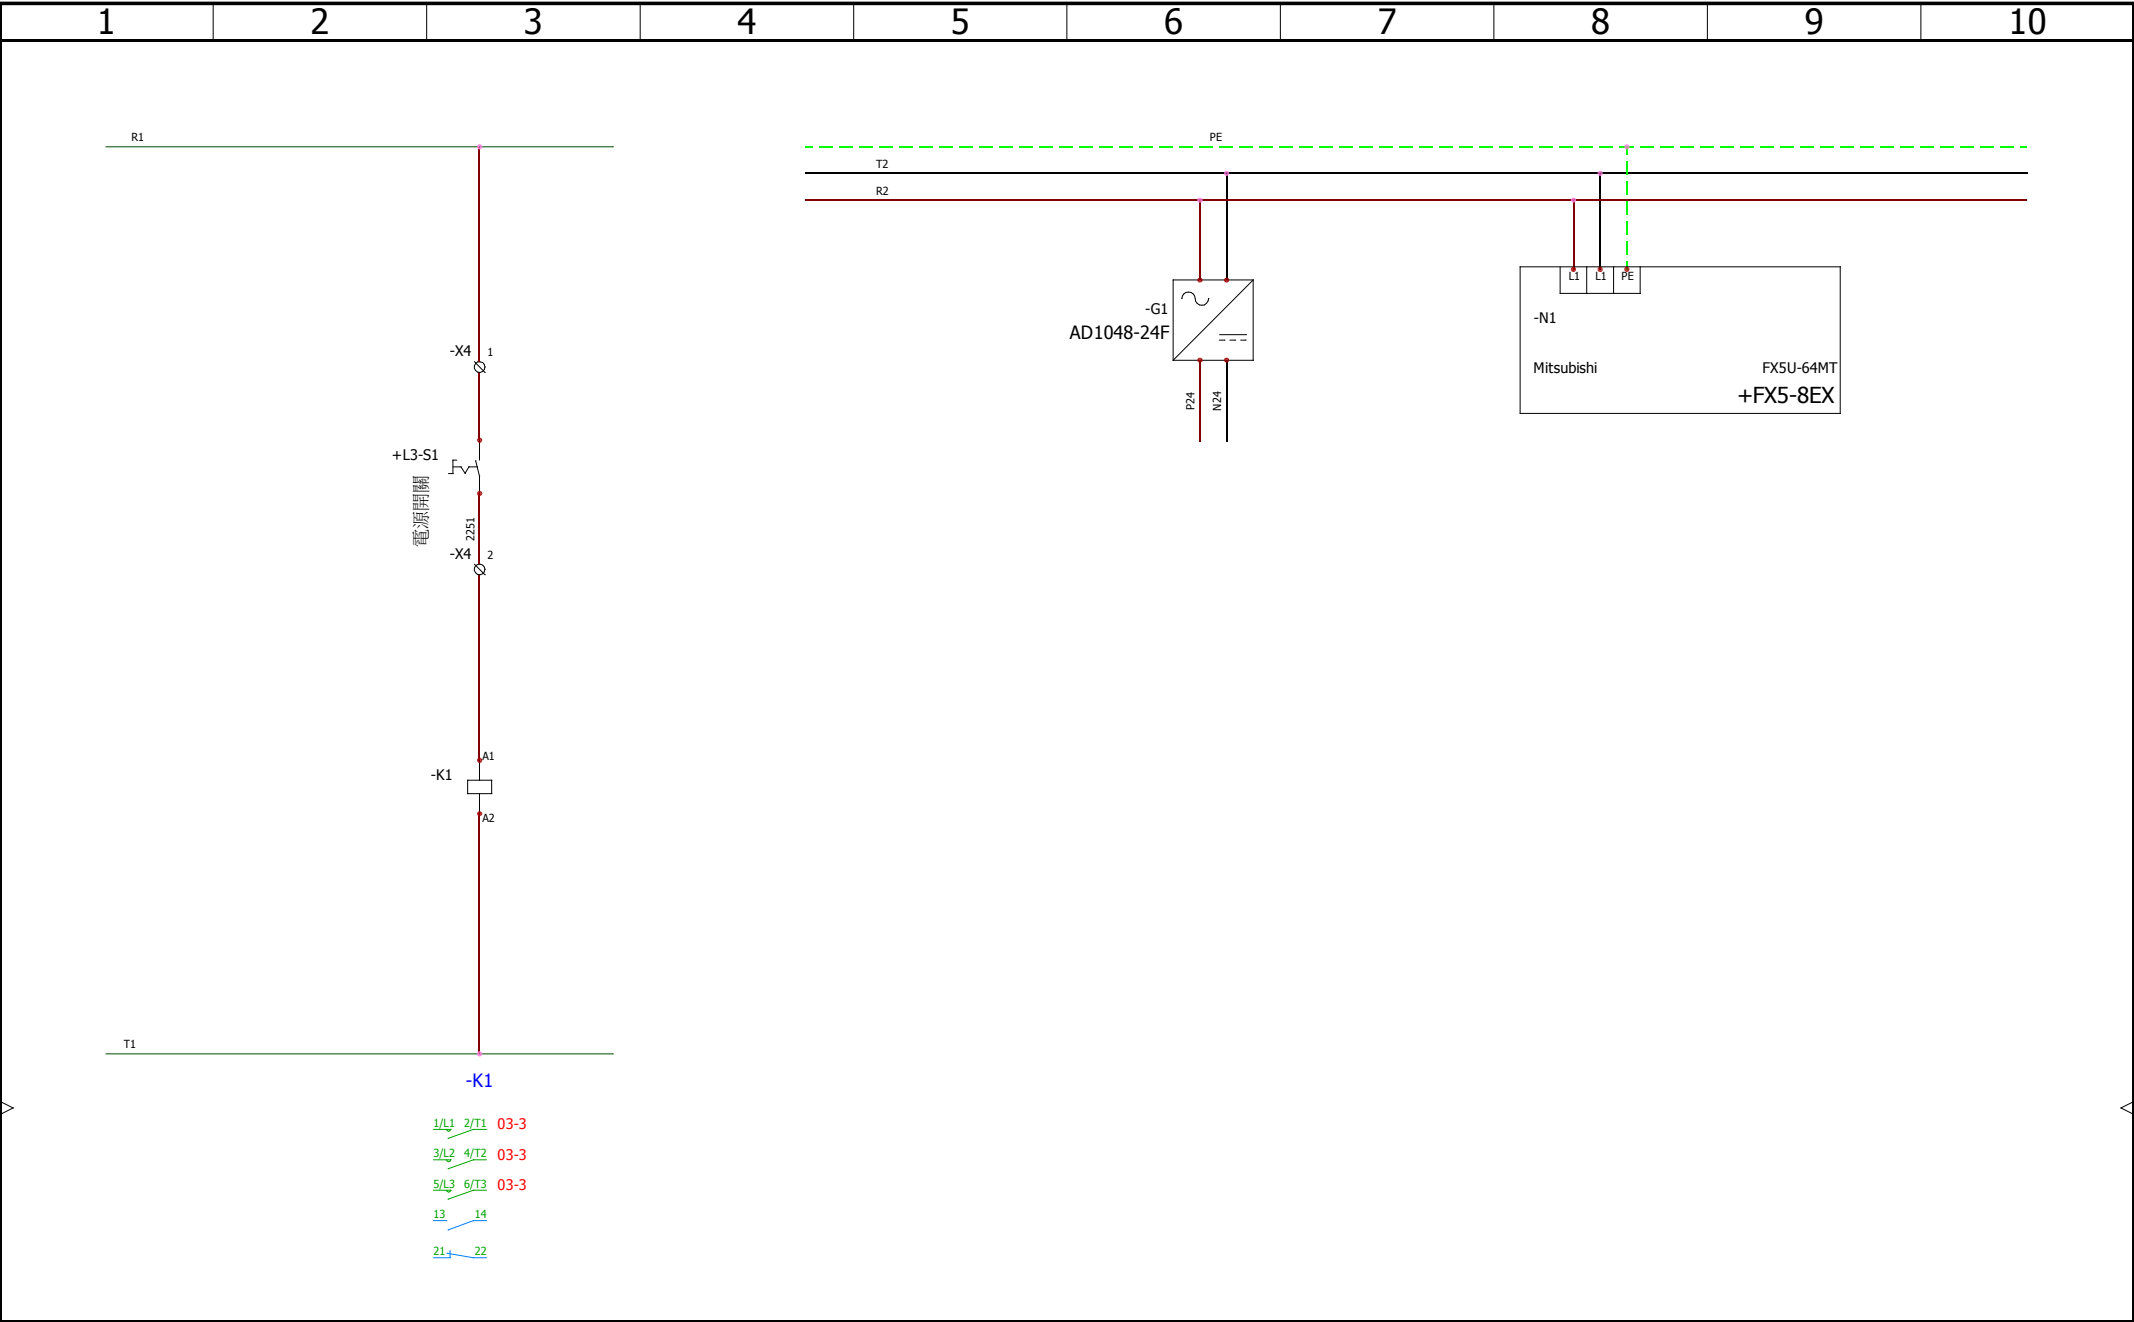 1 2 3 4 5 6 7 8 9 10
R1
PE
T2
R2
L1 L1 PE
-G1
AD1048-24F
-N1
Mitsubishi FX5U-64MT
+FX5-8EX
P24
N24
-X4 1
+L3-S1
電源開關
2251
-X4 2
A1
-K1
A2
T1
-K1
1/L1 2/T1 03-3
3/L2 4/T2 03-3
5/L3 6/T3 03-3
13 14
21 22